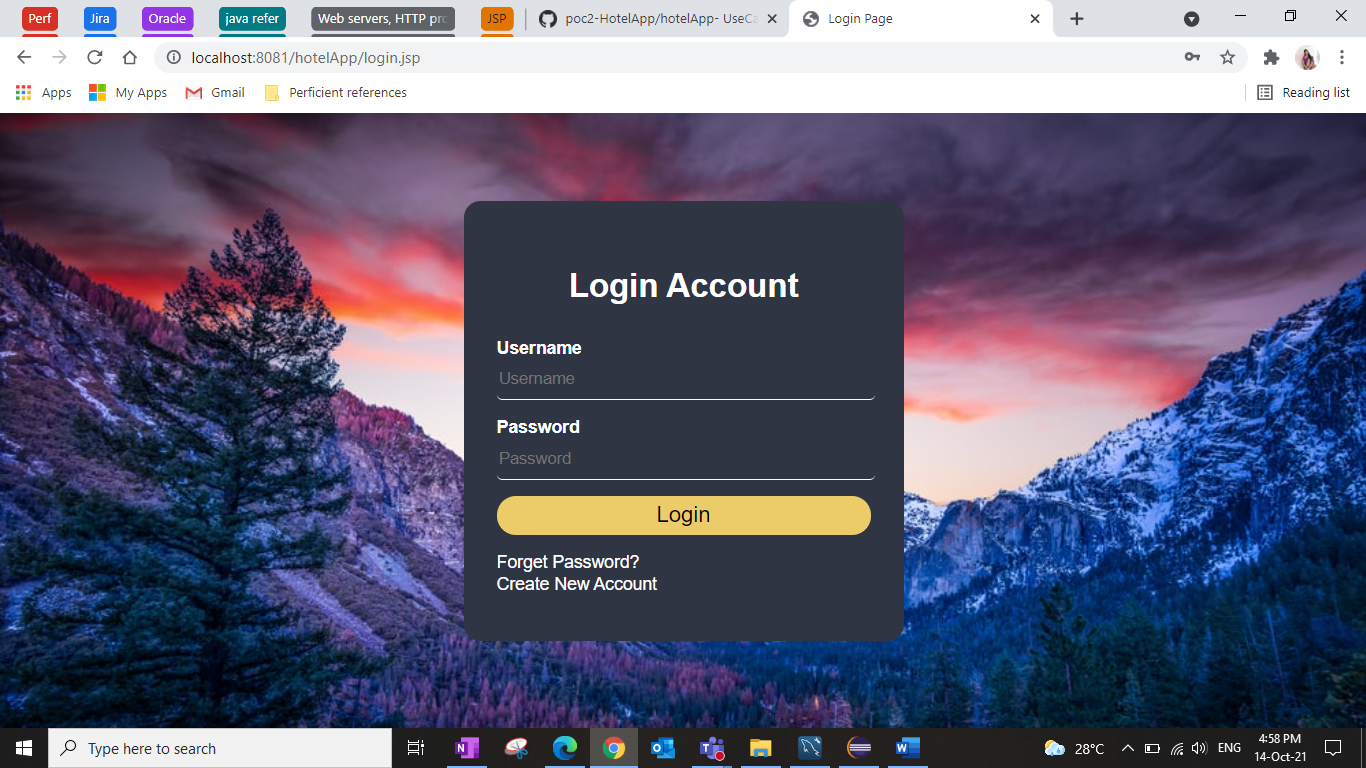 Perf
Jira
Oracle
java refer
Web servers, HTTP pro
JSP
poc2-HotelApp/hotelApp- UseCa
Login Page
localhost:8081/hotelApp/login.jsp
Apps
My Apps
Gmail
Perficient references
Reading list
Login Account
Username
Username
Password
Password
Login
Forget Password?
Create New Account
Type here to search
28°C
ENG
4:58 PM
14-Oct-21